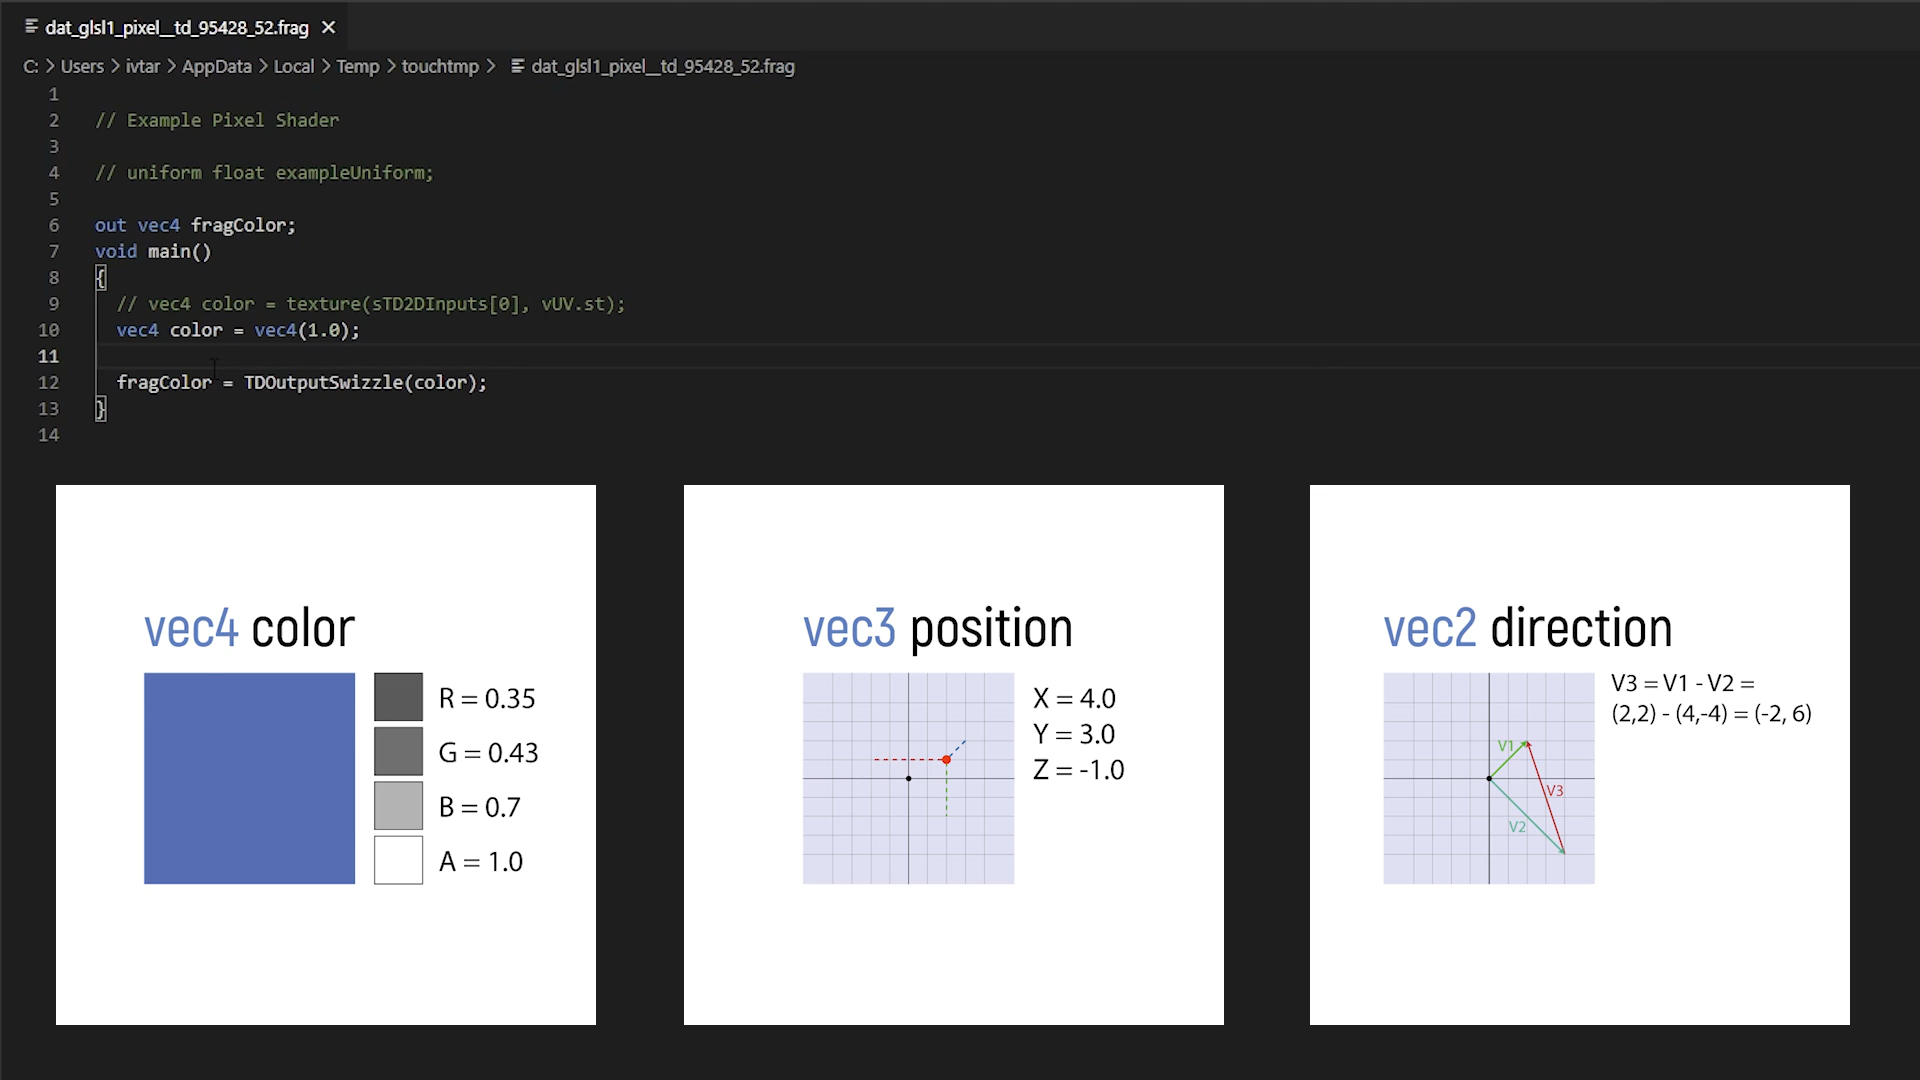 dat_glsl1_pixel__td_95428_52.frag ×
C: > Users > ivtar > AppData > Local > Temp > touchtmp > dat_glsl1_pixel__td_95428_52.frag
1
2 // Example Pixel Shader
3
4 // uniform float exampleUniform;
5
6 out vec4 fragColor;
7 void main()
8 {
9 // vec4 color = texture(sTD2DInputs[0], vUV.st);
10 vec4 color = vec4(1.0);
11
12 fragColor = TDOutputSwizzle(color);
13 }
14
vec4 color
R = 0.35
G = 0.43
B = 0.7
A = 1.0
vec3 position
X = 4.0
Y = 3.0
Z = -1.0
vec2 direction
V3 = V1 - V2 =
(2,2) - (4,-4) = (-2, 6)
V1
V3
V2